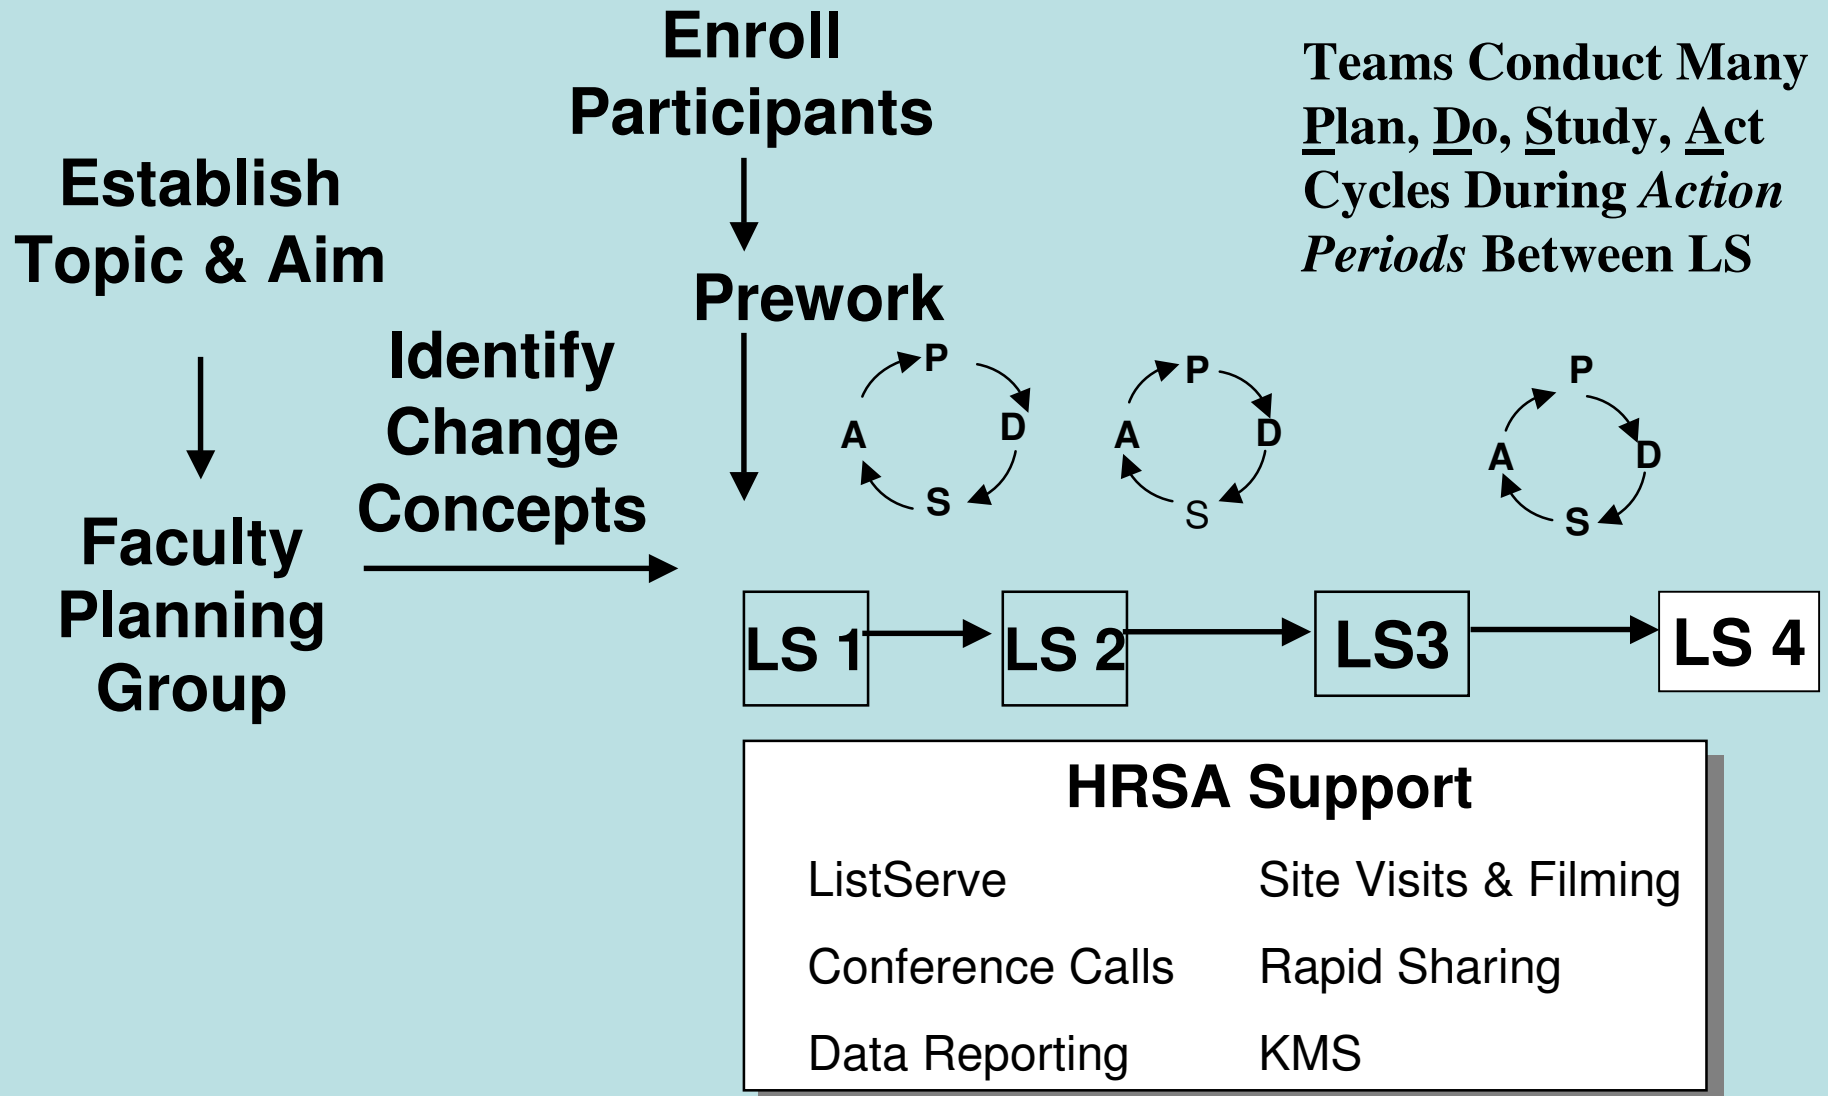 Establish
Topic & Aim
Faculty
Planning
Group
Identify
Change
Concepts
Enroll
Participants
Prework
Teams Conduct Many
Plan, Do, Study, Act
Cycles During Action
Periods Between LS
P
D
S
A
P
D
S
A
P
D
S
A
LS 1
LS 2
LS3
LS 4
HRSA Support
ListServe
Site Visits & Filming
Conference Calls
Rapid Sharing
Data Reporting
KMS